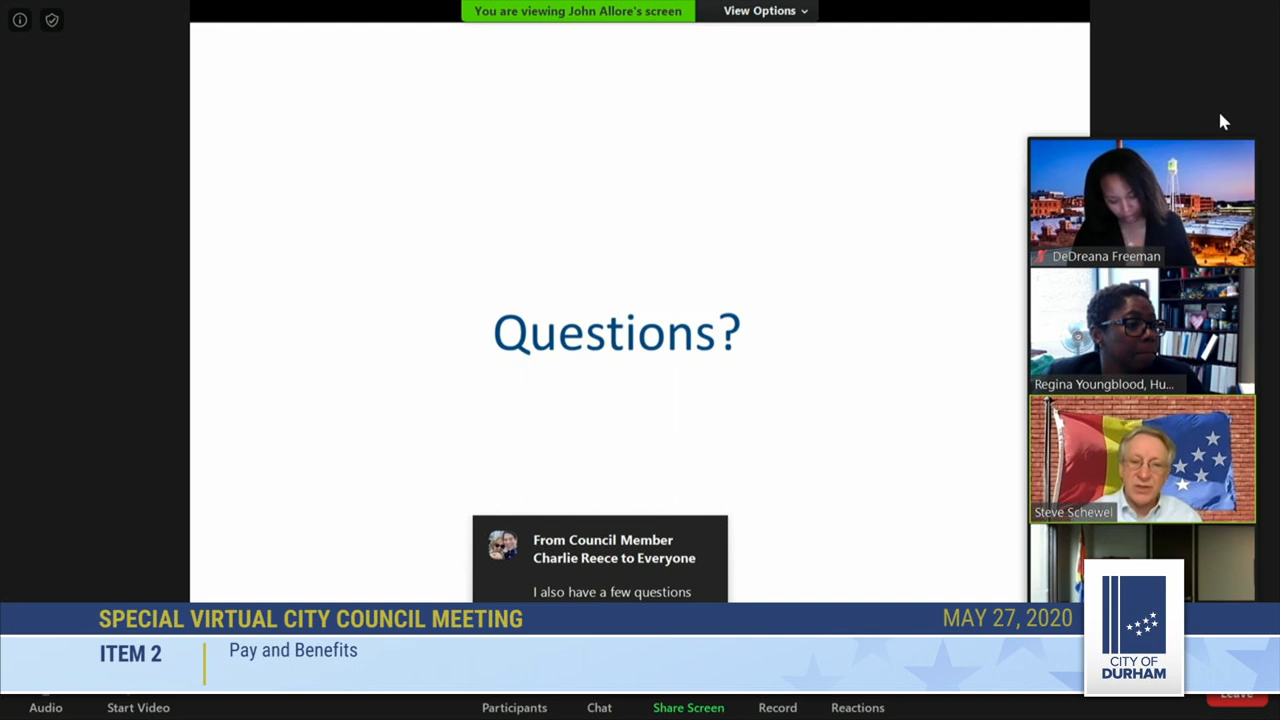 You are viewing John Allore's screen
View Options
DeDreana Freeman
Questions?
Regina Youngblood, Hu...
Steve Schewel
From Council Member
Charlie Reece to Everyone
I also have a few questions
SPECIAL VIRTUAL CITY COUNCIL MEETING
MAY 27, 2020
ITEM 2
Pay and Benefits
CITY OF
DURHAM
Audio
Start Video
Participants
Chat
Share Screen
Record
Reactions
Leave